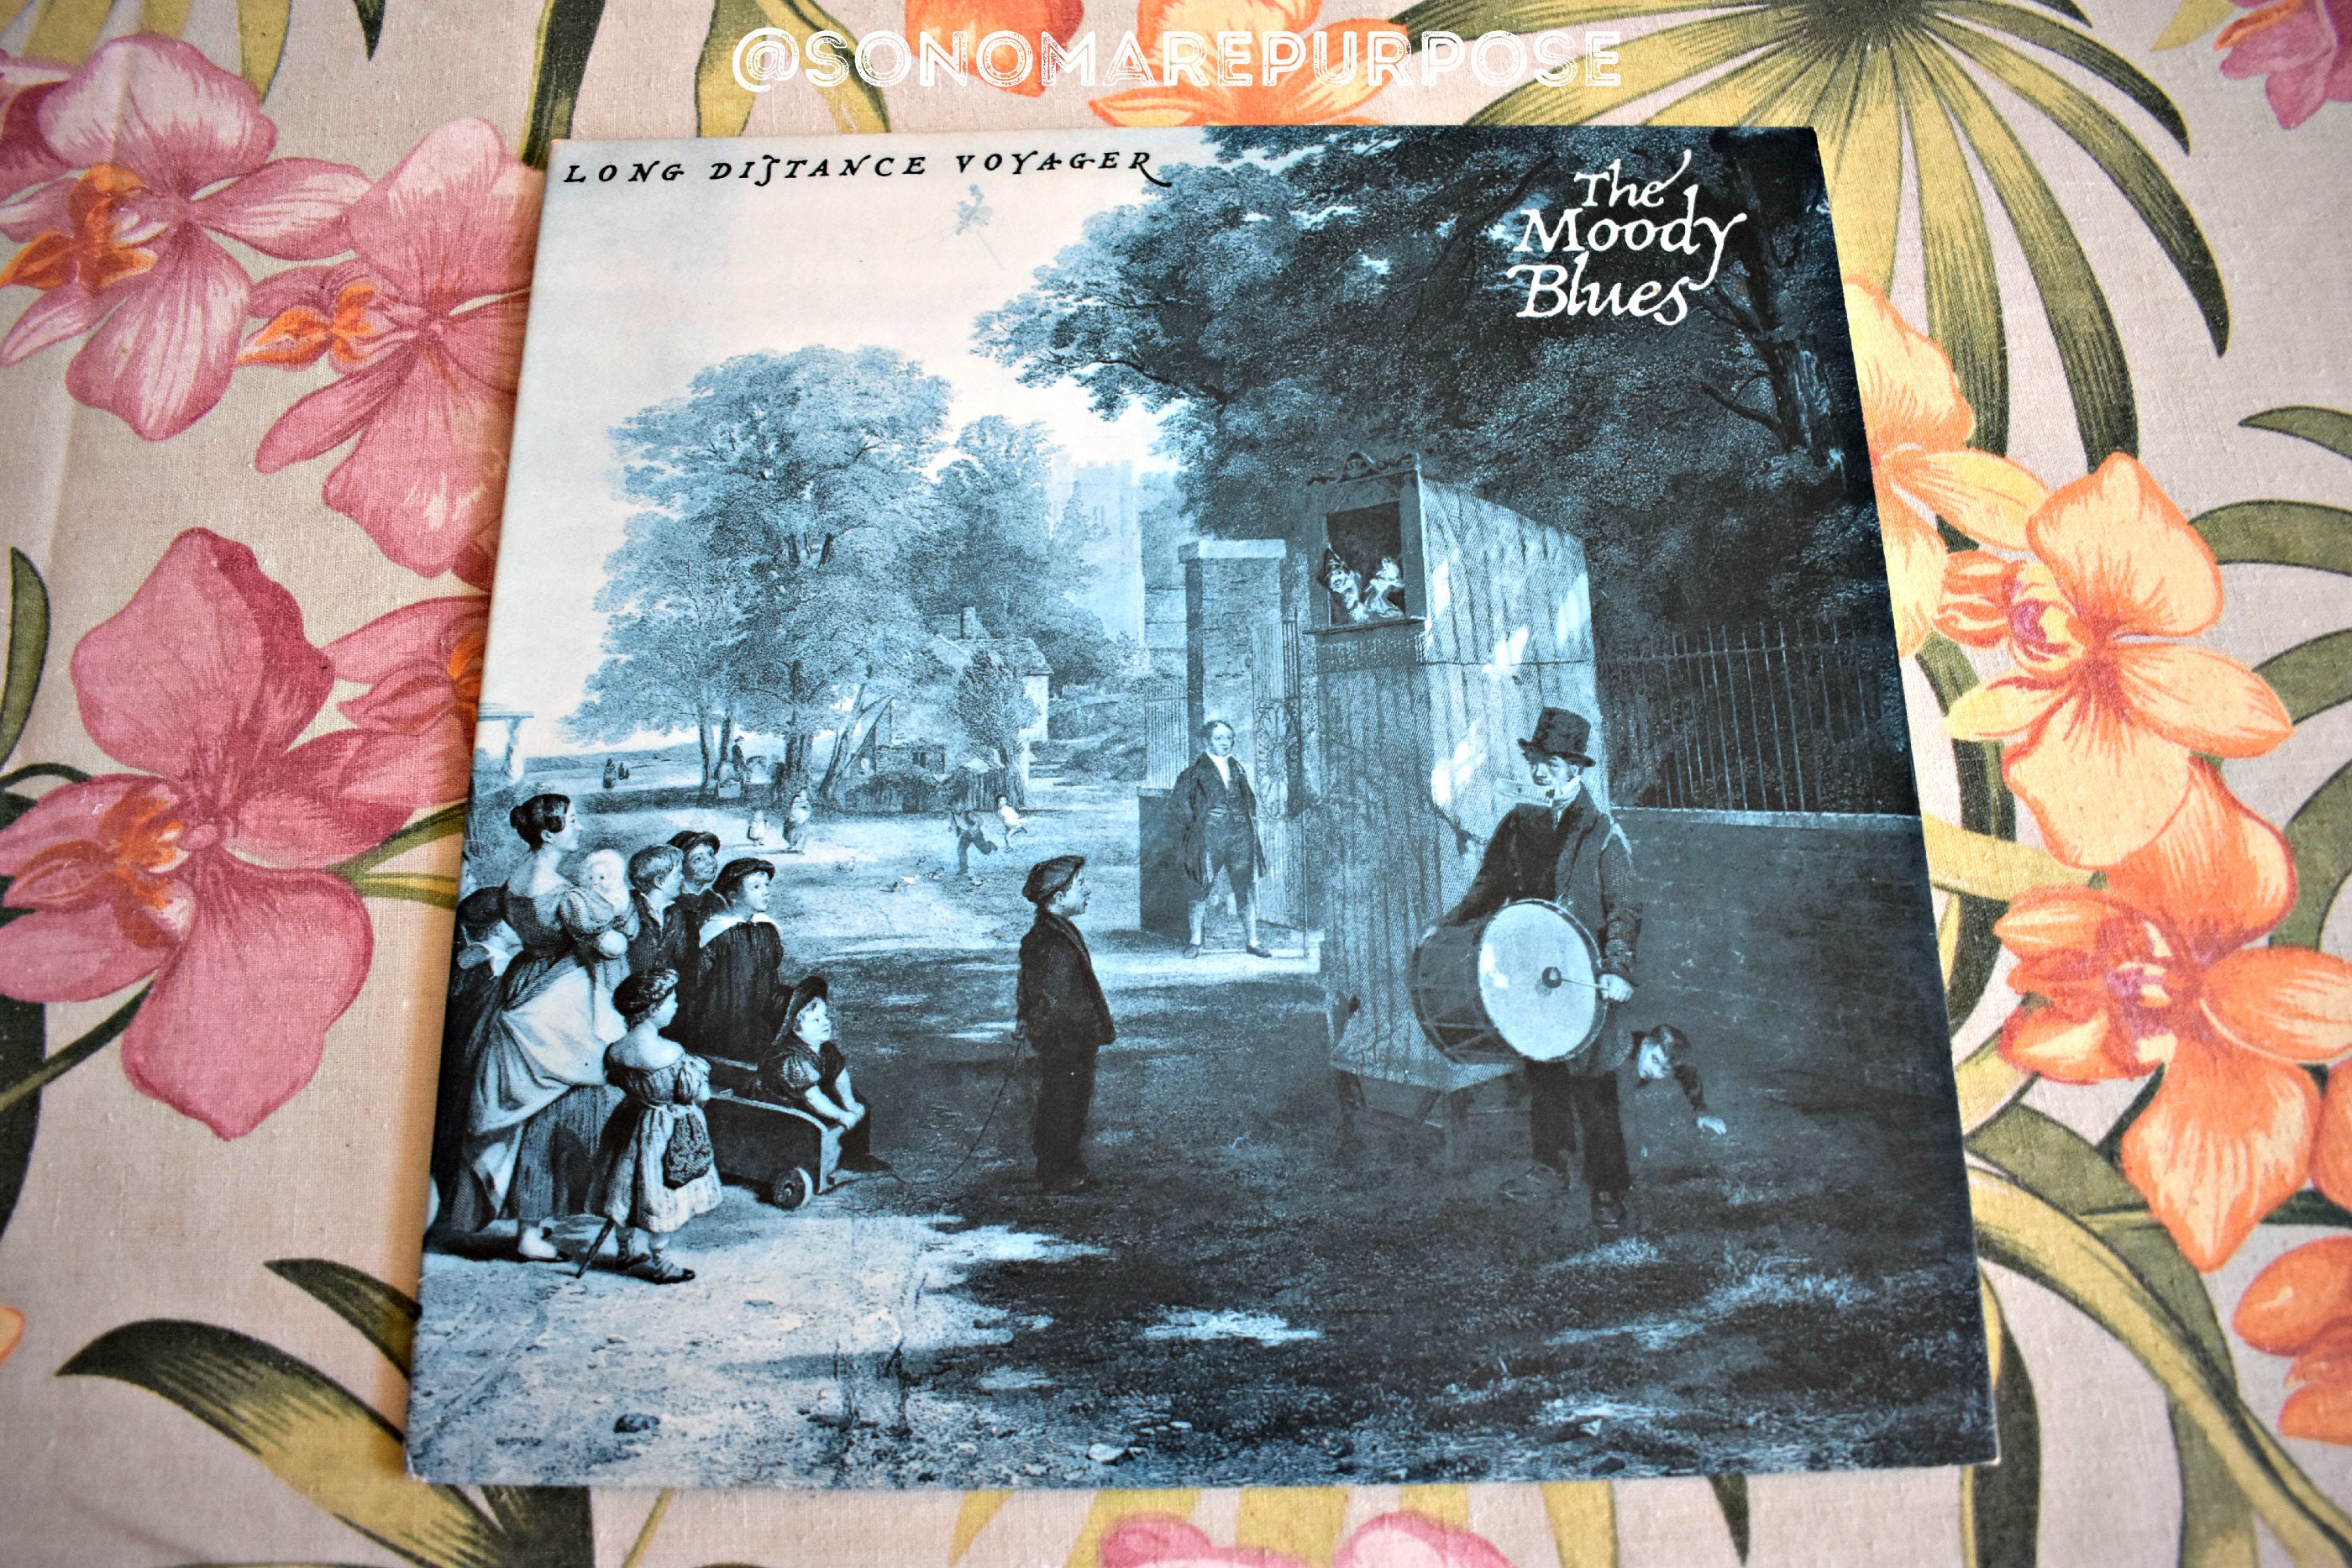 @SONOMAREPURPOSE
LONG DISTANCE VOYAGER
The
Moody
Blues